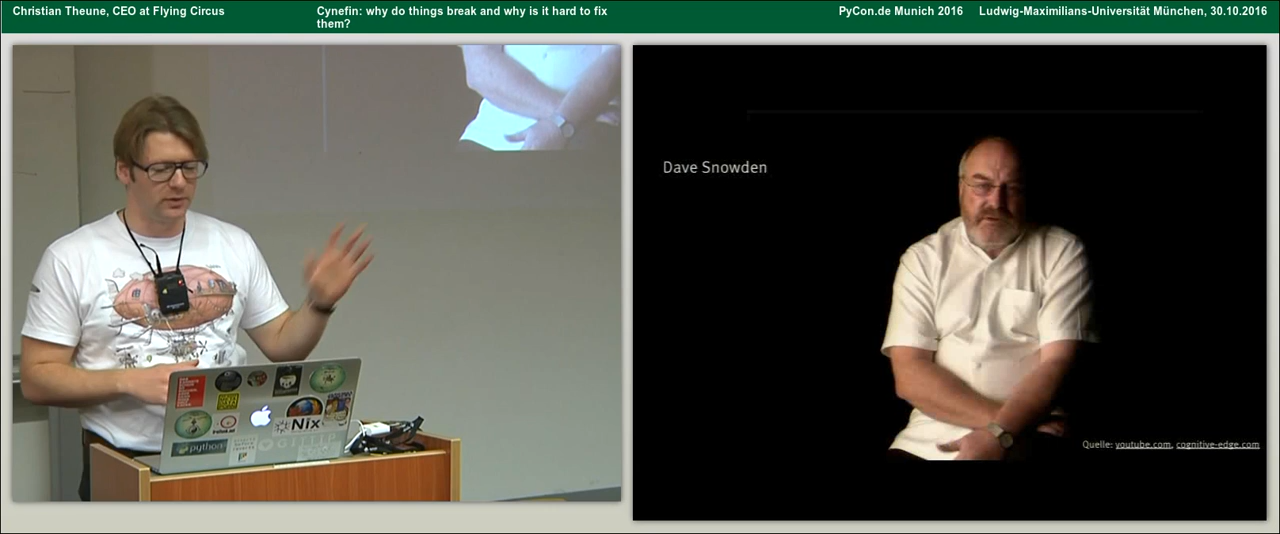 Christian Theune, CEO at Flying Circus
Cynefin: why do things break and why is it hard to fix
them?
PyCon.de Munich 2016
Ludwig-Maximilians-Universität München, 30.10.2016
Dave Snowden
Quelle: youtube.com, cognitive-edge.com
Nix
python
GITTIP